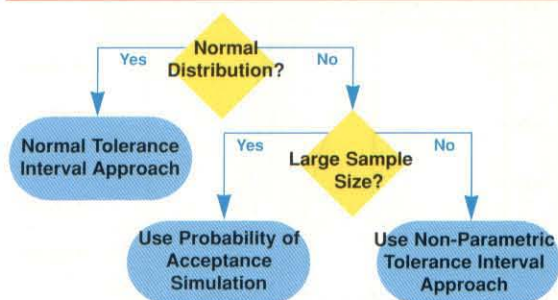 Normal
Distribution?
Yes
No
Normal Tolerance
Interval Approach
Large Sample
Size?
Yes
No
Use Probability of
Acceptance
Simulation
Use Non-Parametric
Tolerance Interval
Approach